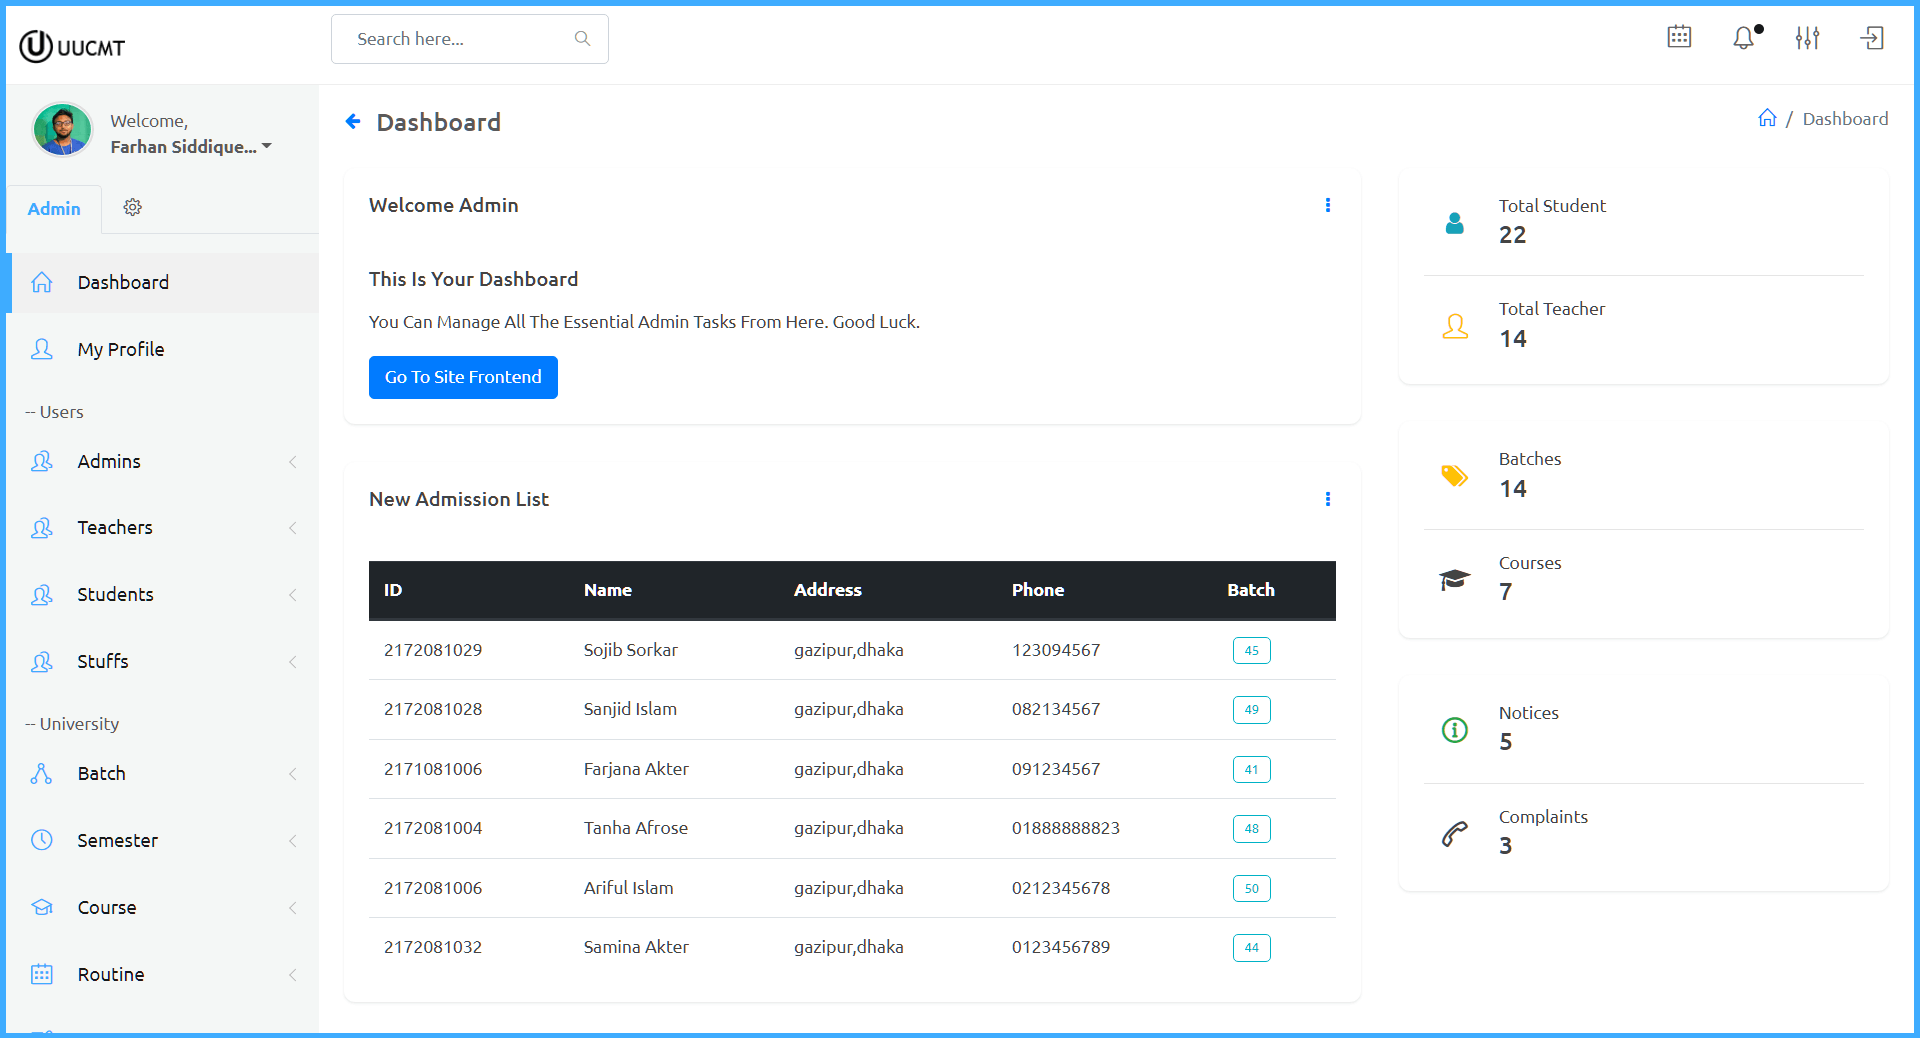 UUCMT
Search here...
Welcome,
Farhan Siddique...
Admin
Dashboard
My Profile
-- Users
Admins
Teachers
Students
Stuffs
-- University
Batch
Semester
Course
Routine
Dashboard
/ Dashboard
Welcome Admin
This Is Your Dashboard
You Can Manage All The Essential Admin Tasks From Here. Good Luck.
Go To Site Frontend
New Admission List
ID Name Address Phone Batch
2172081029 Sojib Sorkar gazipur,dhaka 123094567 45
2172081028 Sanjid Islam gazipur,dhaka 082134567 49
2171081006 Farjana Akter gazipur,dhaka 091234567 41
2172081004 Tanha Afrose gazipur,dhaka 01888888823 48
2172081006 Ariful Islam gazipur,dhaka 0212345678 50
2172081032 Samina Akter gazipur,dhaka 0123456789 44
Total Student
22
Total Teacher
14
Batches
14
Courses
7
Notices
5
Complaints
3